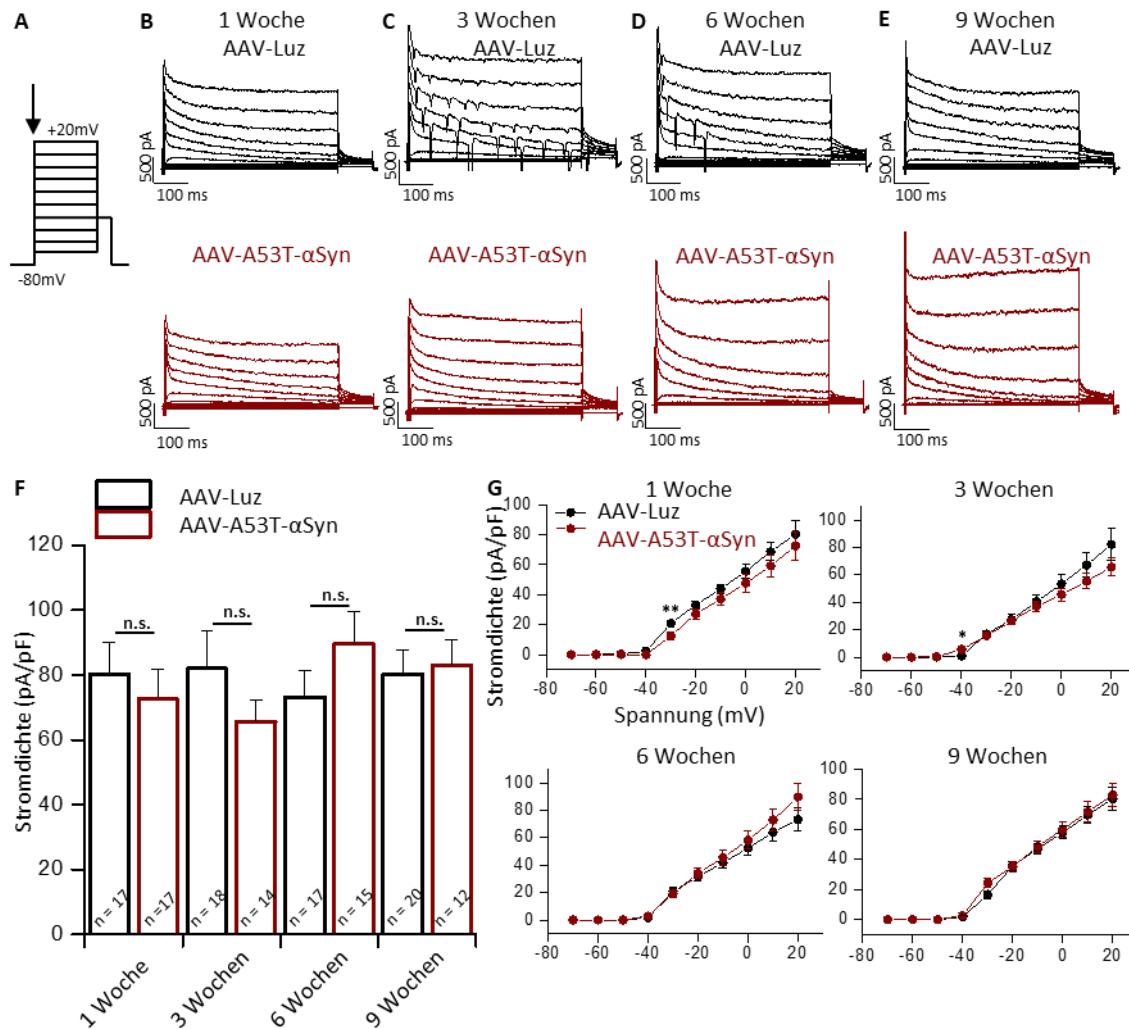 A
+20mV
-80mV
B
1 Woche
AAV-Luz
500 pA
100 ms
C
3 Wochen
AAV-Luz
500 pA
100 ms
D
6 Wochen
AAV-Luz
500 pA
100 ms
E
9 Wochen
AAV-Luz
500 pA
100 ms
AAV-A53T-αSyn
500 pA
100 ms
AAV-A53T-αSyn
500 pA
100 ms
AAV-A53T-αSyn
500 pA
100 ms
AAV-A53T-αSyn
500 pA
100 ms
F
AAV-Luz
AAV-A53T-αSyn
Stromdichte (pA/pF)
120
100
80
60
40
20
0
n.s.
n.s.
n.s.
n.s.
n = 17
n =17
n = 18
n = 14
n = 17
n = 15
n = 20
n = 12
1 Woche
3 Wochen
6 Wochen
9 Wochen
G
1 Woche
AAV-Luz
AAV-A53T-αSyn
Stromdichte (pA/pF)
100
80
60
40
20
0
**
-80 -60 -40 -20 0 20
Spannung (mV)
3 Wochen
100
80
60
40
20
0
*
-80 -60 -40 -20 0 20
6 Wochen
100
80
60
40
20
0
-80 -60 -40 -20 0 20
9 Wochen
100
80
60
40
20
0
-80 -60 -40 -20 0 20